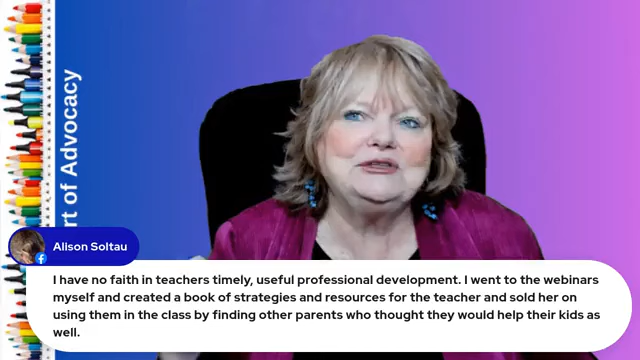 rt of Advocacy
Alison Soltau
I have no faith in teachers timely, useful professional development. I went to the webinars
myself and created a book of strategies and resources for the teacher and sold her on
using them in the class by finding other parents who thought they would help their kids as
well.